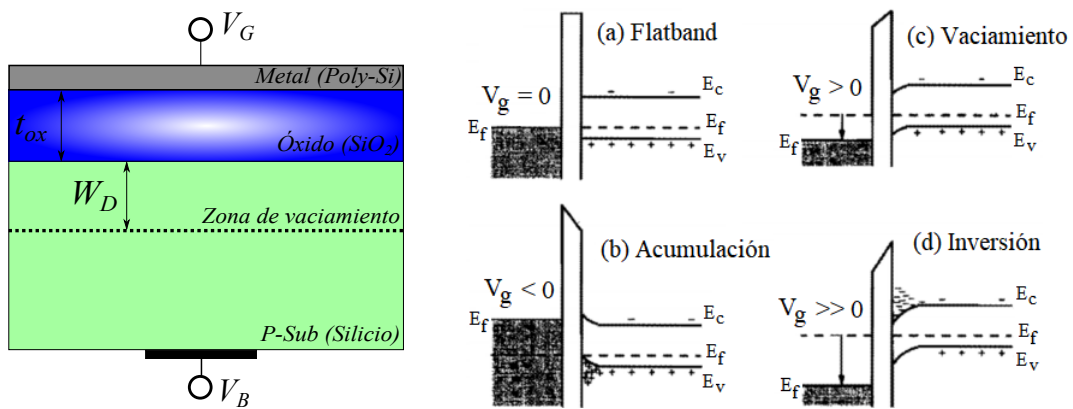 V_G
Metal (Poly-Si)
t_ox
Óxido (SiO₂)
W_D
Zona de vaciamiento
P-Sub (Silicio)
V_B
(a) Flatband
V_g = 0
E_c
E_f
E_f
E_v
(b) Acumulación
V_g < 0
E_c
E_f
E_f
E_v
(c) Vaciamiento
V_g > 0
E_c
E_f
E_f
E_v
(d) Inversión
V_g >> 0
E_c
E_f
E_v
E_f